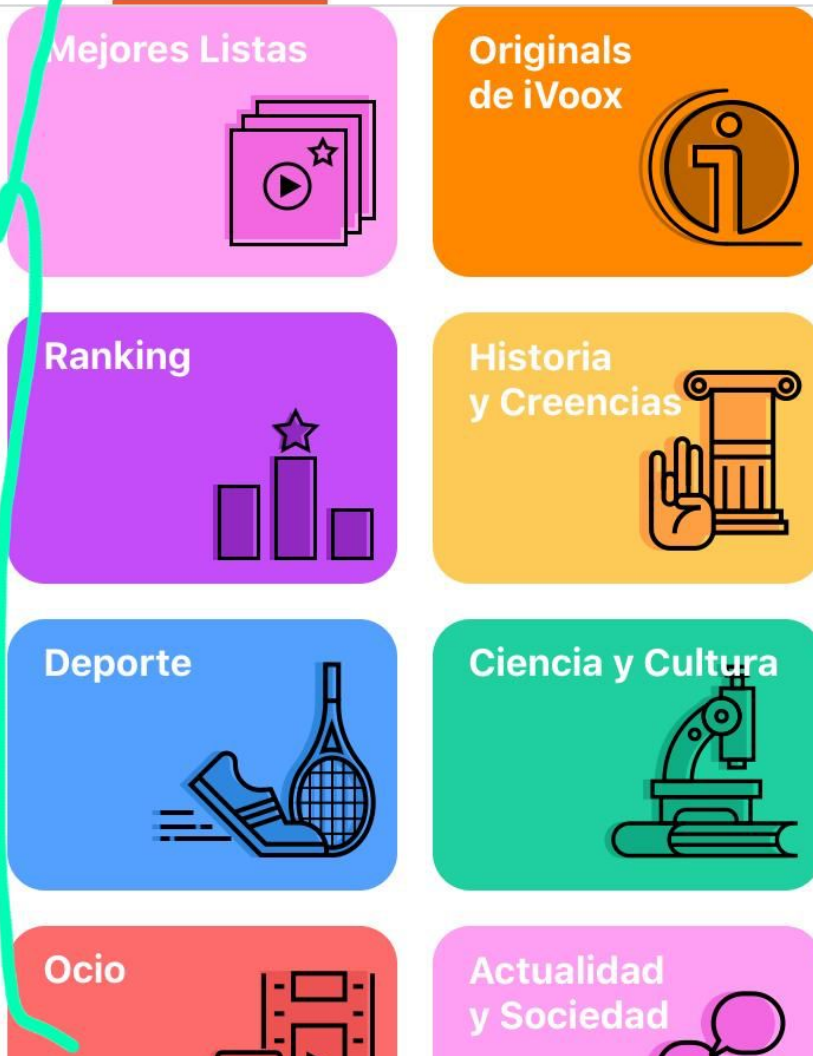 Mejores Listas
Originals
de iVoox
Ranking
Historia
y Creencias
Deporte
Ciencia y Cultura
Ocio
Actualidad
y Sociedad